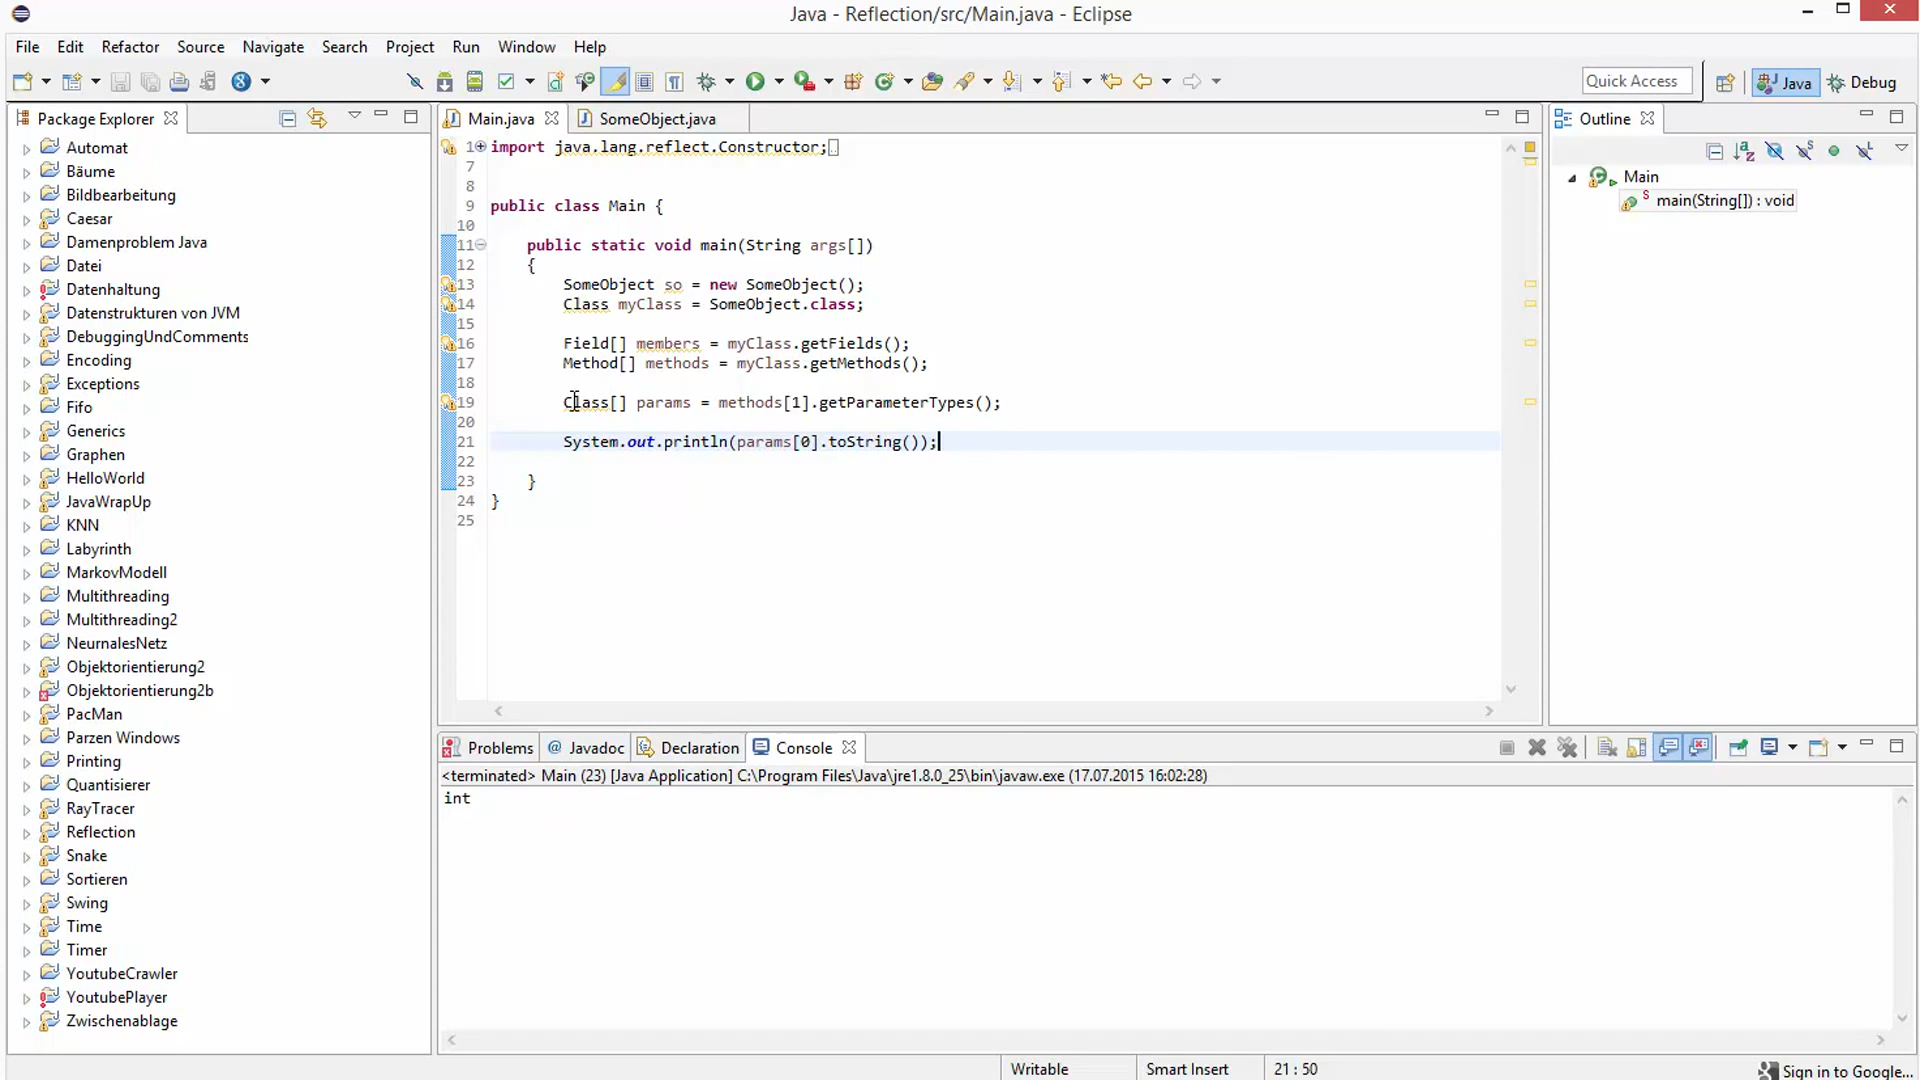 Java - Reflection/src/Main.java - Eclipse
File Edit Refactor Source Navigate Search Project Run Window Help
Quick Access
Java
Debug
Package Explorer
Automat
Bäume
Bildbearbeitung
Caesar
Damenproblem Java
Datei
Datenhaltung
Datenstrukturen von JVM
DebuggingUndComments
Encoding
Exceptions
Fifo
Generics
Gramar
HelloWorld
JavaWrapUp
KNN
Labyrinth
MarkovModell
Multithreading
Multithreading2
NeurnalesNetz
Objektorientierung2
Objektorientierung2b
PacMan
Parzen Windows
Printing
Quantisierer
RayTracer
Reflection
Snake
Sortieren
Swing
Time
Timer
YoutubeCrawler
YoutubePlayer
Zwischenablage
Main.java
SomeObject.java
1 import java.lang.reflect.Constructor;
7
8
9 public class Main {
10
11 public static void main(String args[])
12 {
13 SomeObject so = new SomeObject();
14 Class myClass = SomeObject.class;
15
16 Field[] members = myClass.getFields();
17 Method[] methods = myClass.getMethods();
18
19 Class[] params = methods[1].getParameterTypes();
20
21 System.out.println(params[0].toString());
22
23 }
24 }
25
Outline
Main
main(String[]) : void
Problems @ Javadoc Declaration Console
<terminated> Main (23) [Java Application] C:\Program Files\Java\jre1.8.0_25\bin\javaw.exe (17.07.2015 16:02:28)
int
Writable
Smart Insert
21 : 50
Sign in to Google...